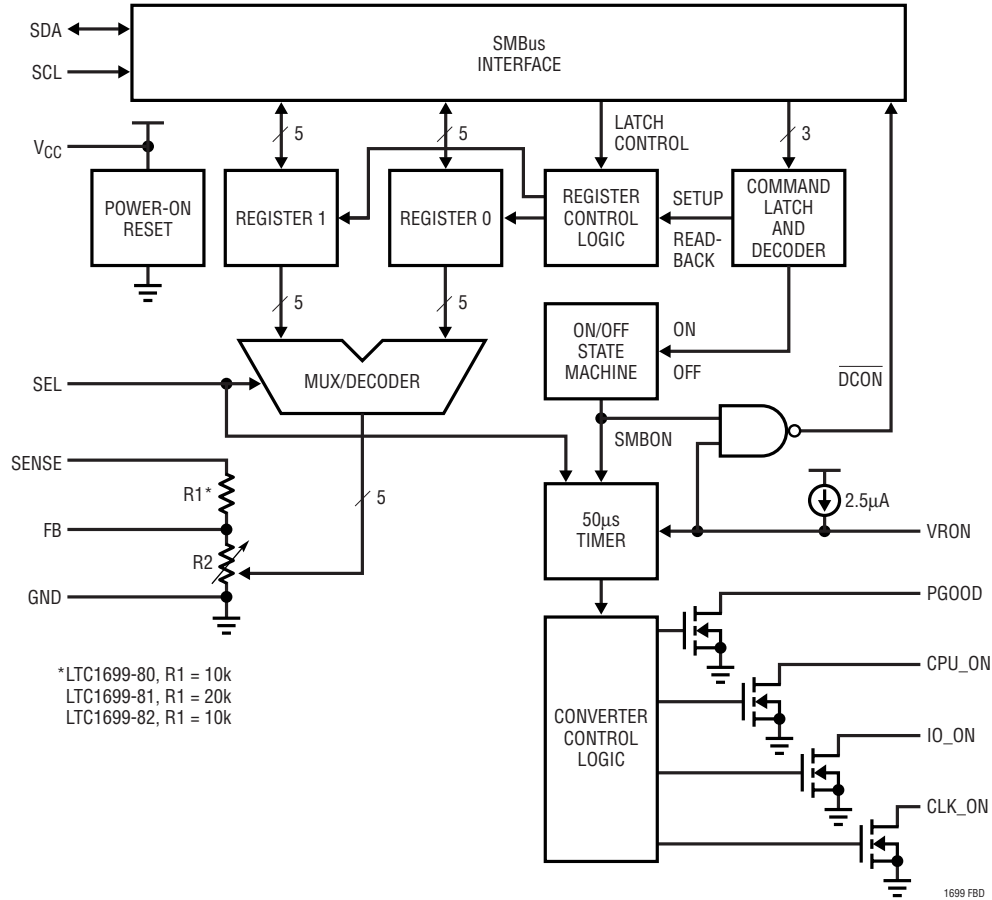 SDA
SCL
SMBus
INTERFACE
5
5
LATCH
CONTROL
3
VCC
POWER-ON
RESET
REGISTER 1
REGISTER 0
REGISTER
CONTROL
LOGIC
SETUP
READ-
BACK
COMMAND
LATCH
AND
DECODER
5
5
ON/OFF
STATE
MACHINE
ON
OFF
DCON
SEL
MUX/DECODER
SMBON
SENSE
R1*
5
2.5μA
FB
50μs
TIMER
VRON
R2
GND
PGOOD
*LTC1699-80, R1 = 10k
LTC1699-81, R1 = 20k
LTC1699-82, R1 = 10k
CPU_ON
CONVERTER
CONTROL
LOGIC
IO_ON
CLK_ON
1699 FBD